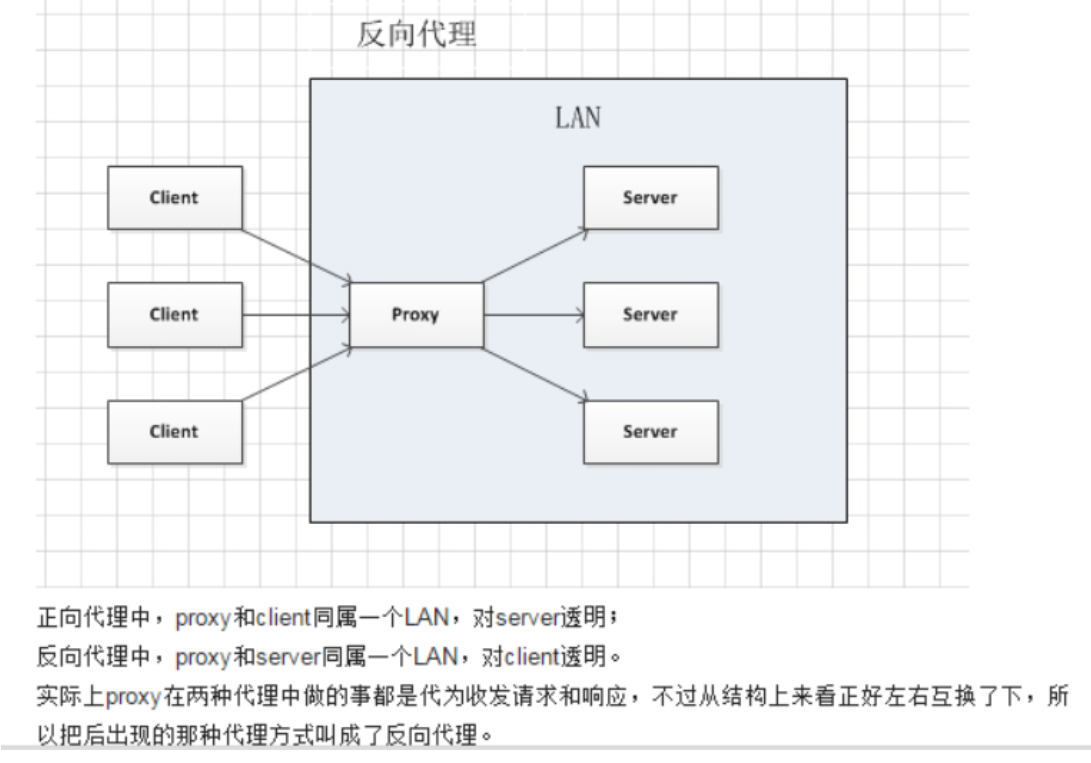 反向代理
LAN
Client
Server
Client
Proxy
Server
Client
Server
正向代理中，proxy和client同属一个LAN，对server透明；
反向代理中，proxy和server同属一个LAN，对client透明。
实际上proxy在两种代理中做的事都是代为收发请求和响应，不过从结构上来看正好左右互换了下，所
以把后出现的那种代理方式叫成了反向代理。